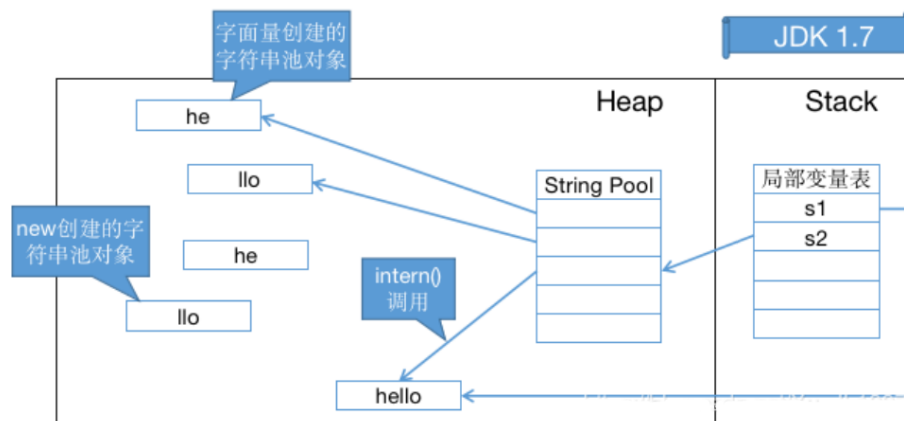 字面量创建的
字符串池对象
JDK 1.7
Heap
Stack
he
llo
String Pool
局部变量表
s1
new创建的字
符串池对象
s2
he
intern()
调用
llo
hello